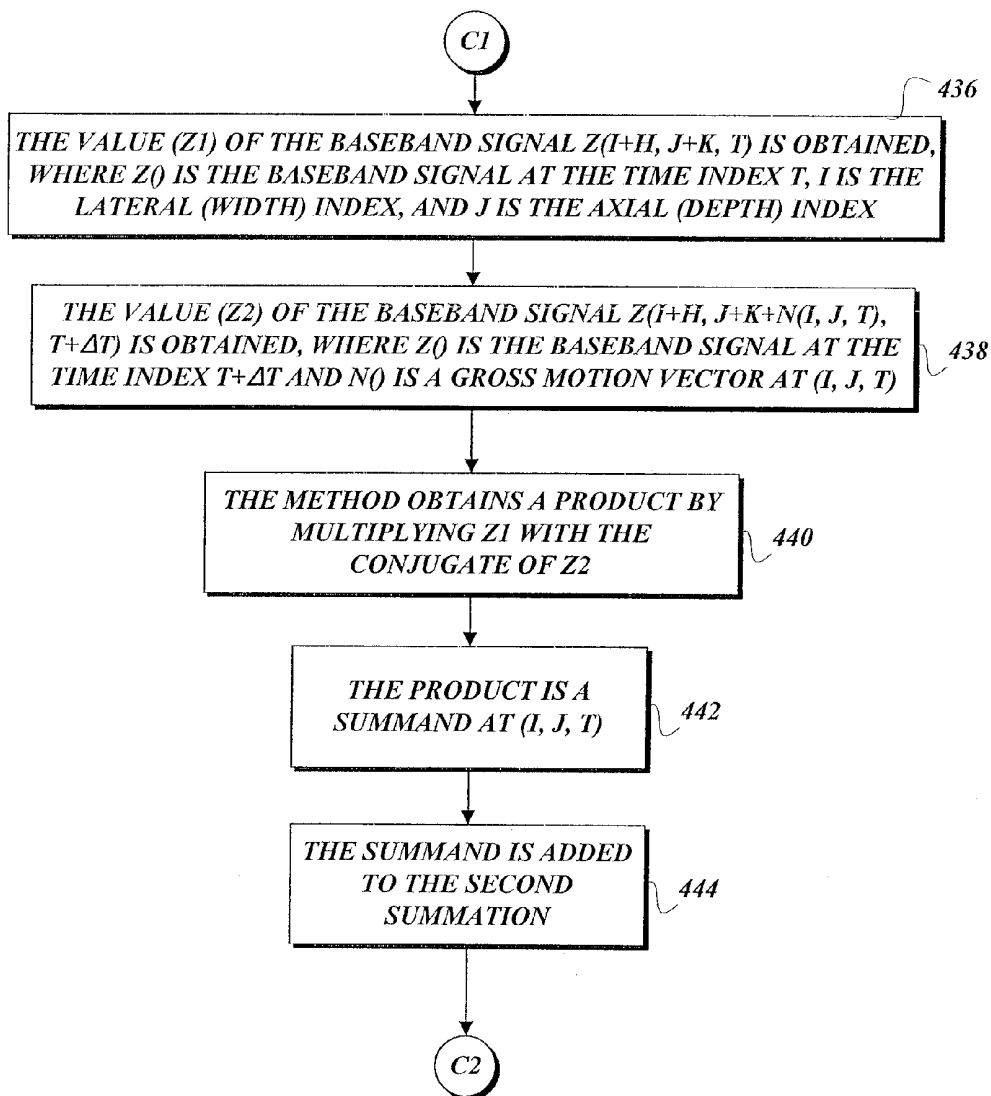 C1
436
THE VALUE (Z1) OF THE BASEBAND SIGNAL Z(I+H, J+K, T) IS OBTAINED,
WHERE Z() IS THE BASEBAND SIGNAL AT THE TIME INDEX T, I IS THE
LATERAL (WIDTH) INDEX, AND J IS THE AXIAL (DEPTH) INDEX
THE VALUE (Z2) OF THE BASEBAND SIGNAL Z(I+H, J+K+N(I, J, T),
T+ΔT) IS OBTAINED, WHERE Z() IS THE BASEBAND SIGNAL AT THE
TIME INDEX T+ΔT AND N() IS A GROSS MOTION VECTOR AT (I, J, T)
438
THE METHOD OBTAINS A PRODUCT BY
MULTIPLYING Z1 WITH THE
CONJUGATE OF Z2
440
THE PRODUCT IS A
SUMMAND AT (I, J, T)
442
THE SUMMAND IS ADDED
TO THE SECOND
SUMMATION
444
C2